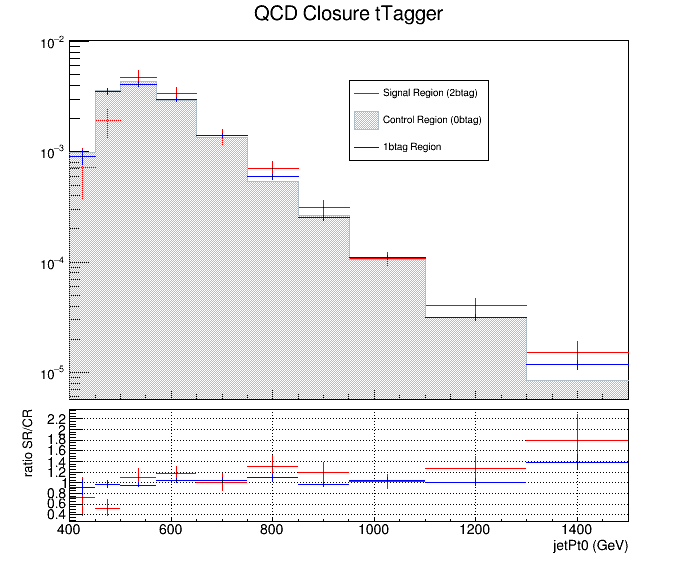 QCD Closure tTagger
10−2
10−3
10−4
10−5
Signal Region (2btag)
Control Region (0btag)
1btag Region
ratio SR/CR
2.2
2
1.8
1.6
1.4
1.2
1
0.8
0.6
0.4
400 600 800 1000 1200 1400
jetPt0 (GeV)